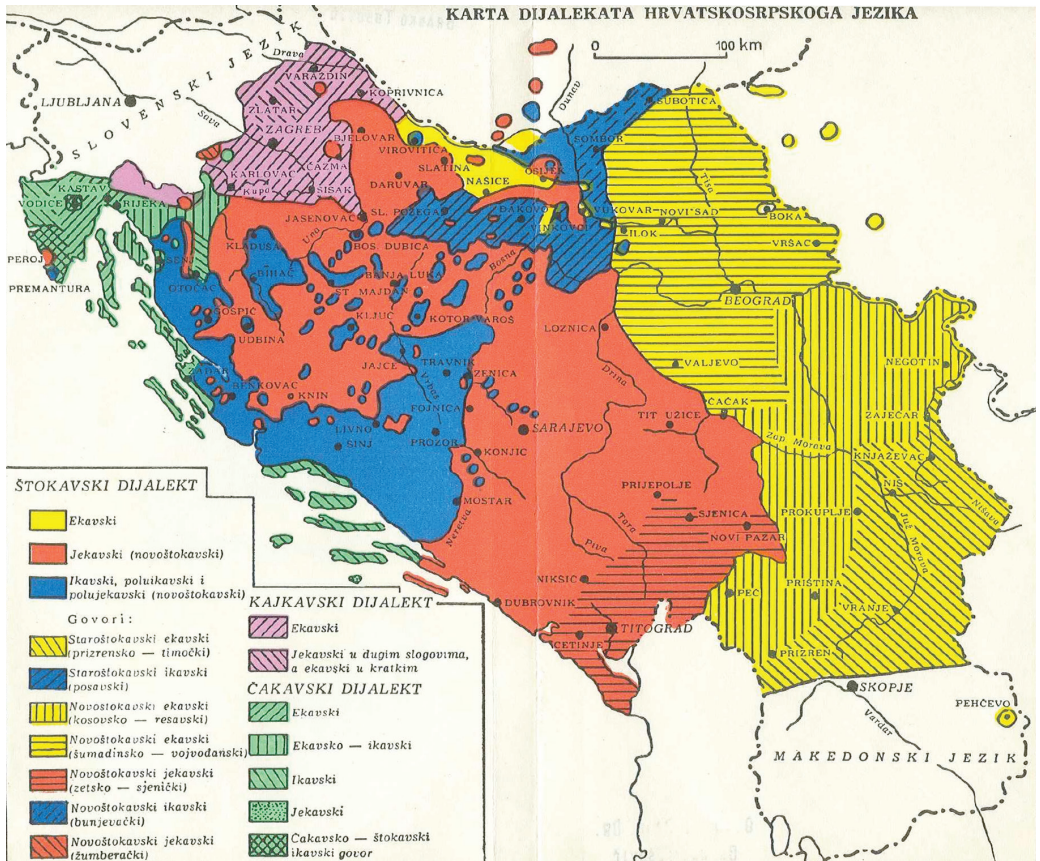 KARTA DIJALEKATA HRVATSKOSRPSKOGA JEZIKA
0 100 km
SLOVENSKI JEZIK
Drava
VARAŽDIN
KOPRIVNICA
LJUBLJANA
ZLATAR
Sava
ZAGREB
BJELOVAR
VIROVITICA
Dunav
SUBOTICA
SOMBOR
ČAZMA
SLATINA
OSIJEK
Tisa
KASTAV
KARLOVAC
Kupa
SISAK
DARUVAR
NAŠICE
VODICE
RIJEKA
JASENOVAC
SL. POŽEGA
ĐAKOVO
VUKOVAR
NOVI SAD
BOKA
VINKOVCI
ILOK
VRŠAC
KLADUŠA
Una
BOS. DUBICA
Bosna
PEROJ
SENJ
PREMANTURA
OTOČAC
BIHAĆ
BANJA LUKA
ST. MAJDAN
BEOGRAD
GOSPIĆ
KLJUČ
KOTOR-VAROŠ
LOZNICA
UDBINA
ZADAR
JAJCE
TRAVNIK
Vrbas
ZENICA
Drina
VALJEVO
NEGOTIN
BENKOVAC
KNIN
FOJNICA
SARAJEVO
TIT. UŽICE
ČAČAK
ZAJEČAR
LIVNO
SINJ
PROZOR
KONJIC
Zap. Morava
KNJAŽEVAC
MOSTAR
PRIJEPOLJE
NIŠ
Nišava
Neretva
SJENICA
PROKUPLJE
Tara
NOVI PAZAR
Juž. Morava
Piva
NIKŠIĆ
PEĆ
PRIŠTINA
DUBROVNIK
VRANJE
TITOGRAD
CETINJE
PRIZREN
SKOPJE
PEHČEVO
Vardar
MAKEDONSKI JEZIK
ŠTOKAVSKI DIJALEKT
Ekavski
Jekavski (novoštokavski)
Ikavski, poluikavski i
polujekavski (novoštokavski)
Govori:
Staroštokavski ekavski
(prizrensko — timočki)
Staroštokavski ikavski
(posavski)
Novoštokavski ekavski
(kosovsko — resavski)
Novoštokavski ekavski
(šumadinsko — vojvođanski)
Novoštokavski jekavski
(zetsko — sjenički)
Novoštokavski ikavski
(bunjevački)
Novoštokavski jekavski
(žumberački)
KAJKAVSKI DIJALEKT
Ekavski
Jekavski u dugim slogovima,
a ekavski u kratkim
ČAKAVSKI DIJALEKT
Ekavski
Ekavsko — ikavski
Ikavski
Jekavski
Čakavsko — štokavski
ikavski govor